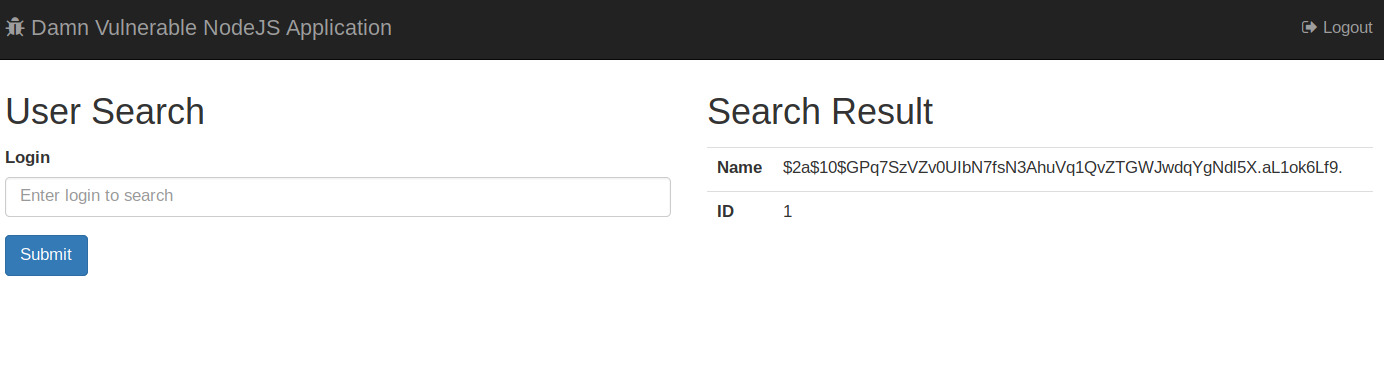 Damn Vulnerable NodeJS Application
Logout
User Search
Login
Enter login to search
Submit
Search Result
Name $2a$10$GPq7SzVZv0UIbN7fsN3AhuVq1QvZTGWJwdqYgNdl5X.aL1ok6Lf9.
ID 1